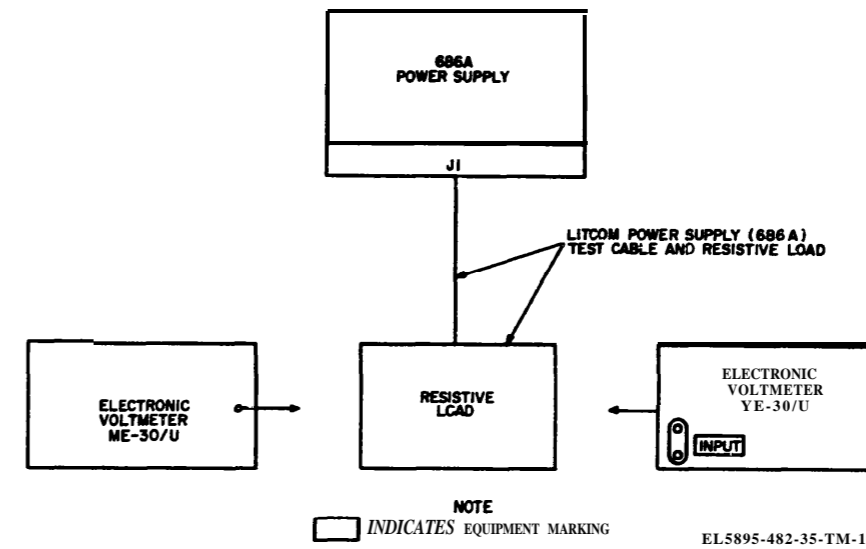 686A
POWER SUPPLY
J1
LITCOM POWER SUPPLY (686A)
TEST CABLE AND RESISTIVE LOAD
ELECTRONIC
VOLTMETER
ME-30/U
RESISTIVE
LOAD
ELECTRONIC
VOLTMETER
YE-30/U
INPUT
NOTE
INDICATES EQUIPMENT MARKING
EL5895-482-35-TM-1